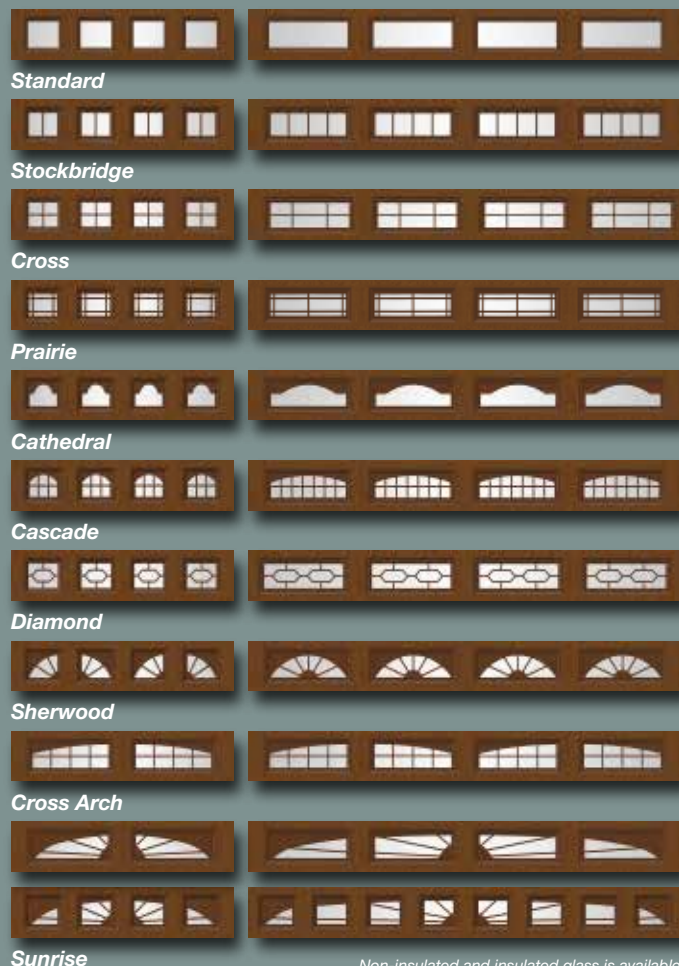 Standard
Stockbridge
Cross
Prairie
Cathedral
Cascade
Diamond
Sherwood
Cross Arch
Sunrise
Non-insulated and insulated glass is available